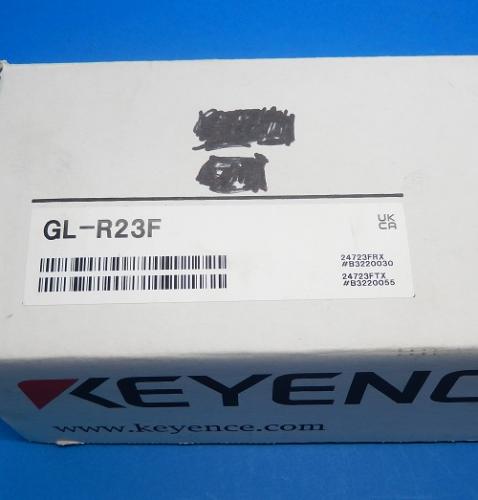 GL-R23F
UK
CA
24723FRX
#B3220030
24723FTX
#B3220055
KEYENC
www.keyence.com